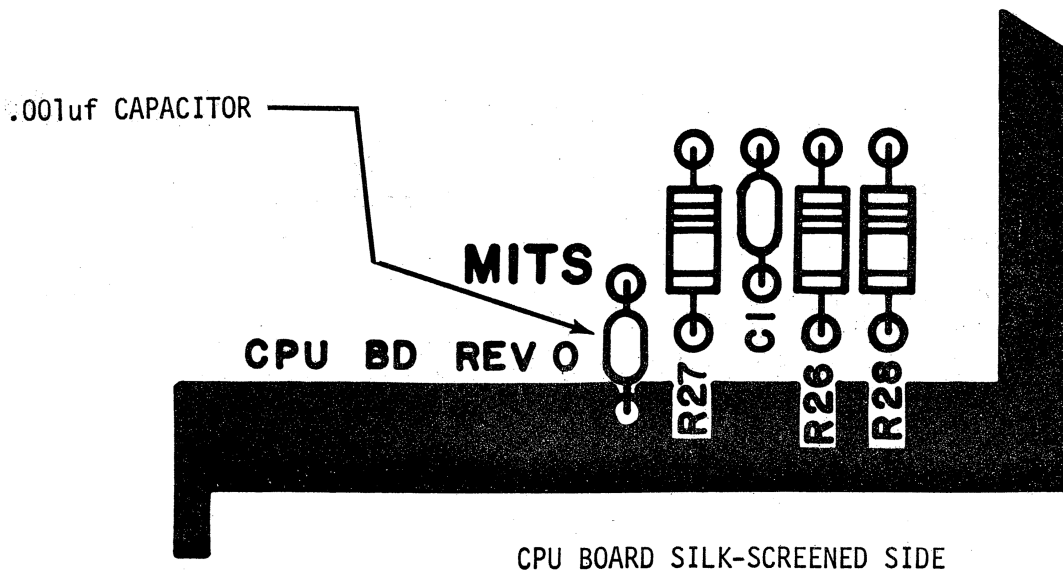 .001uf CAPACITOR
MITS
CPU BD REV 0
R27
C1
R26
R28
CPU BOARD SILK-SCREENED SIDE